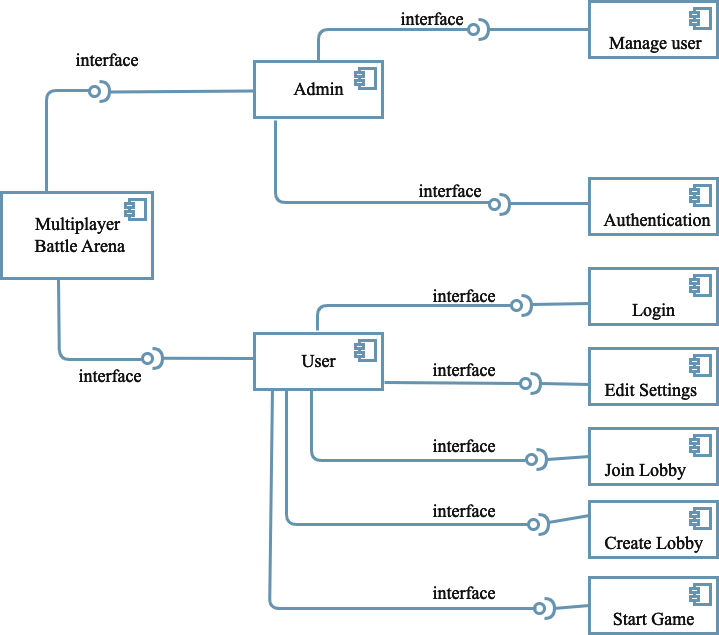 interface
Manage user
interface
Admin
interface
Authentication
Multiplayer
Battle Arena
interface
Login
interface
User
interface
Edit Settings
interface
Join Lobby
interface
Create Lobby
interface
Start Game